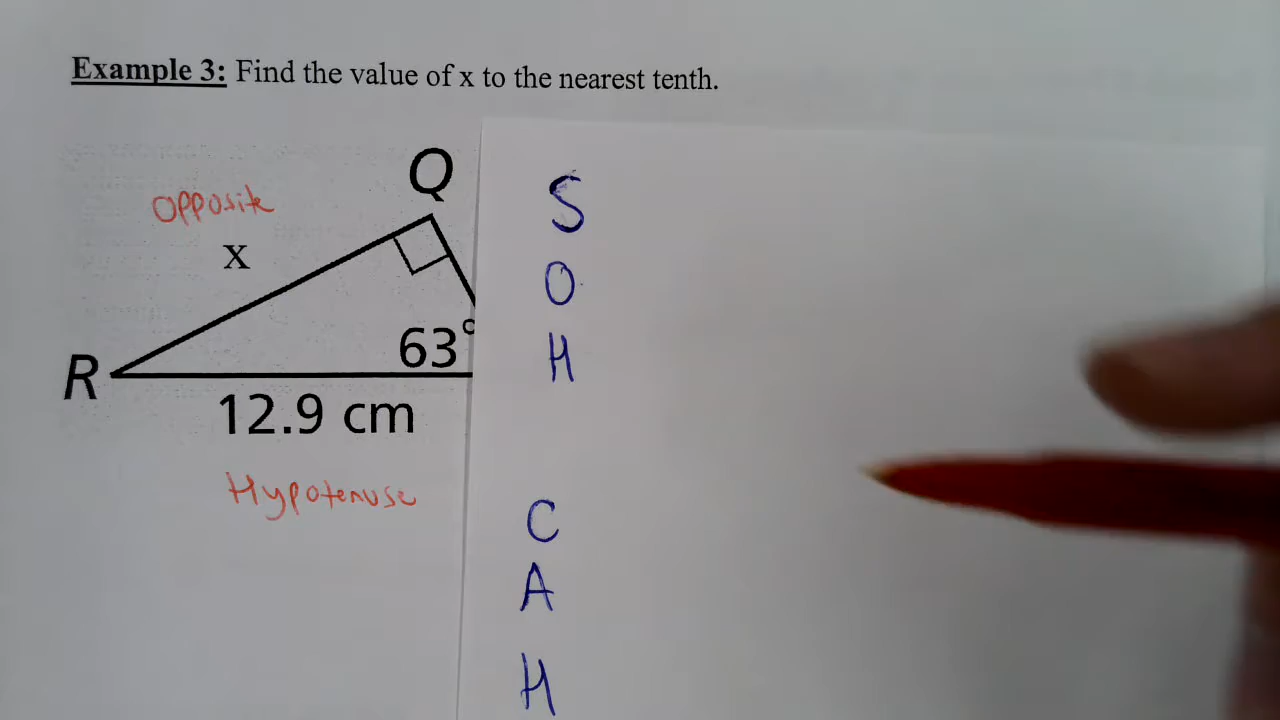 Example 3: Find the value of x to the nearest tenth.
Q
Opposite
x
63°
R
12.9 cm
Hypotenuse
S
O
H
C
A
H